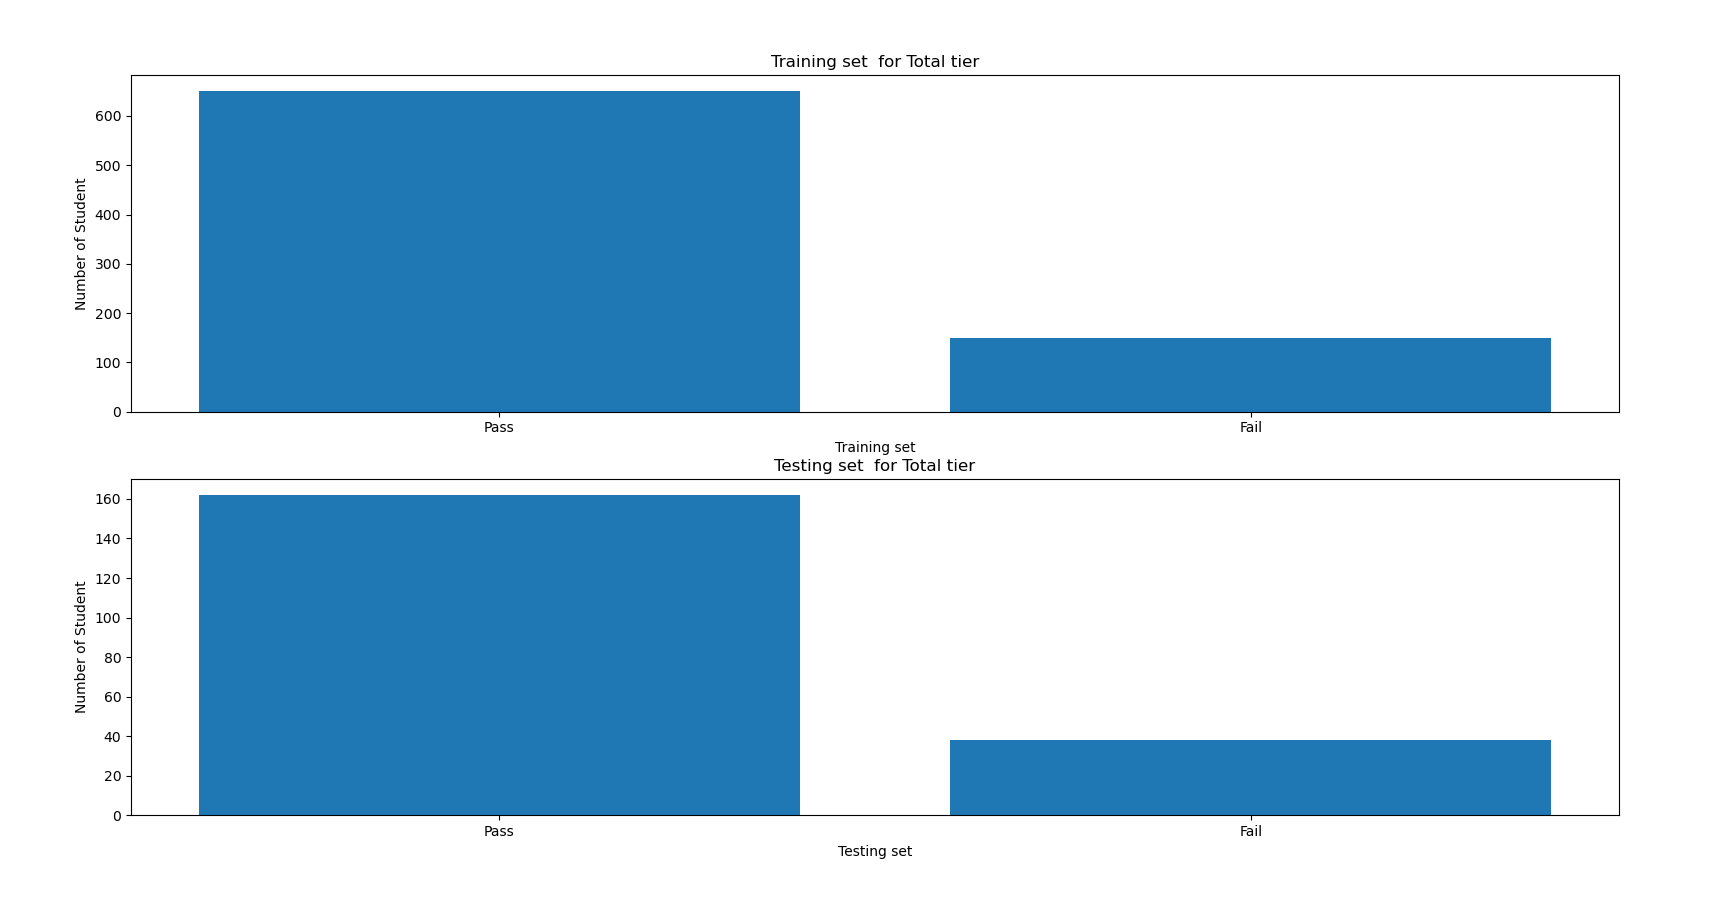 Training set  for Total tier
Number of Student
600
500
400
300
200
100
0
Pass
Fail
Training set
Testing set  for Total tier
Number of Student
160
140
120
100
80
60
40
20
0
Pass
Fail
Testing set